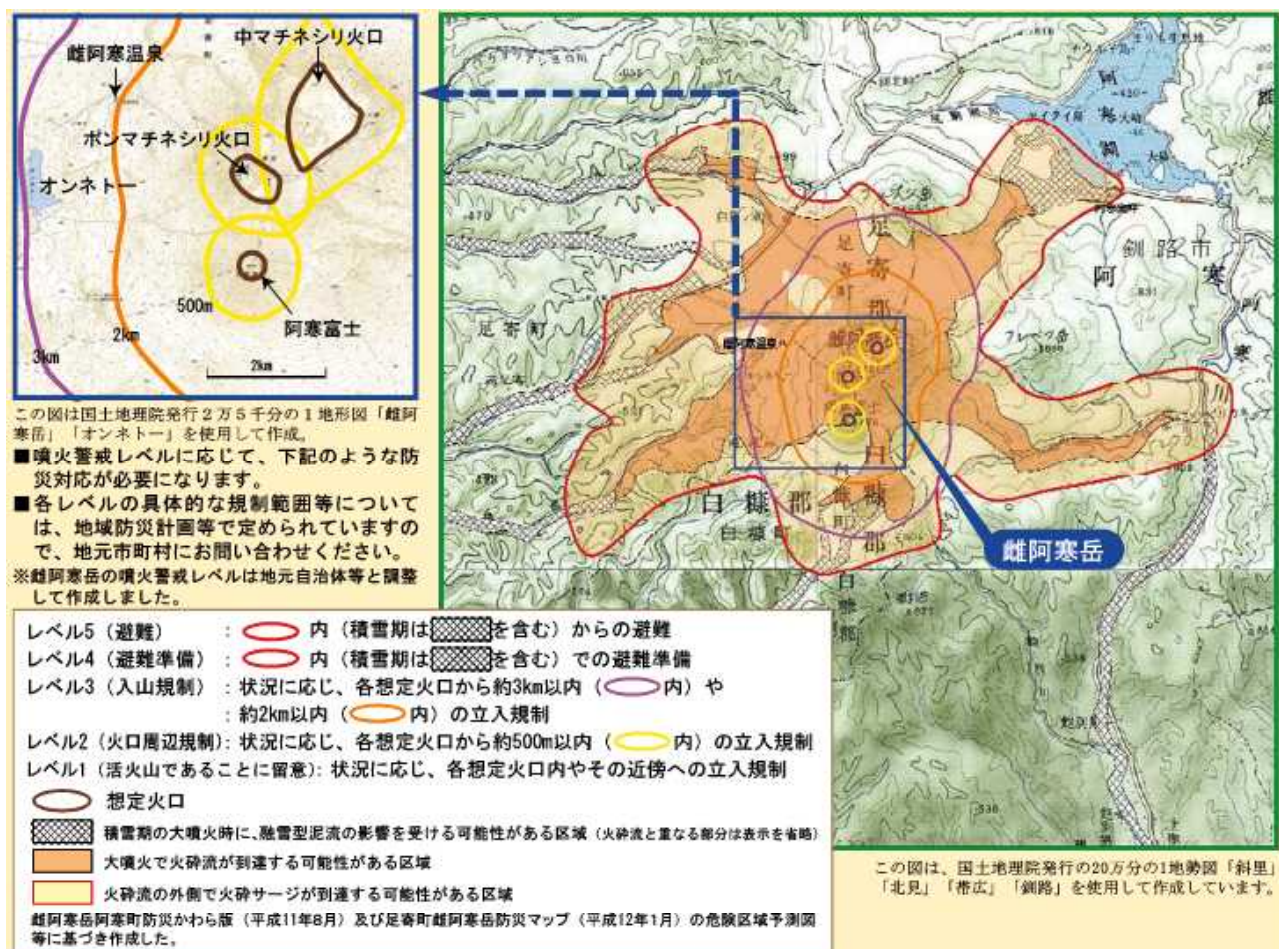 中マチネシリ火口
雌阿寒温泉
ポンマチネシリ火口
オンネトー
500m
阿寒富士
2km
3km
2km
この図は国土地理院発行2万5千分の1地形図「雌阿
寒岳」「オンネトー」を使用して作成。
■噴火警戒レベルに応じて、下記のような防
災対応が必要になります。
■各レベルの具体的な規制範囲等について
は、地域防災計画等で定められていますの
で、地元市町村にお問い合わせください。
※雌阿寒岳の噴火警戒レベルは地元自治体等と調整
して作成しました。
阿寒湖
釧路市
阿寒
足寄町
足寄郡
フレベツ岳
雌阿寒温泉
白糠郡
白糠町
白糠郡
雌阿寒岳
レベル5（避難）　：　内（積雪期は　を含む）からの避難
レベル4（避難準備）：　内（積雪期は　を含む）での避難準備
レベル3（入山規制）：状況に応じ、各想定火口から約3km以内（　内）や
：約2km以内（　内）の立入規制
レベル2（火口周辺規制）：状況に応じ、各想定火口から約500m以内（　内）の立入規制
レベル1（活火山であることに留意）：状況に応じ、各想定火口内やその近傍への立入規制
想定火口
積雪期の大噴火時に、融雪型泥流の影響を受ける可能性がある区域（火砕流と重なる部分は表示を省略）
大噴火で火砕流が到達する可能性がある区域
火砕流の外側で火砕サージが到達する可能性がある区域
雌阿寒岳阿寒町防災かわら版（平成11年8月）及び足寄町雌阿寒岳防災マップ（平成12年1月）の危険区域予測図
等に基づき作成した。
この図は、国土地理院発行の20万分の1地勢図「斜里」
「北見」「帯広」「釧路」を使用して作成しています。